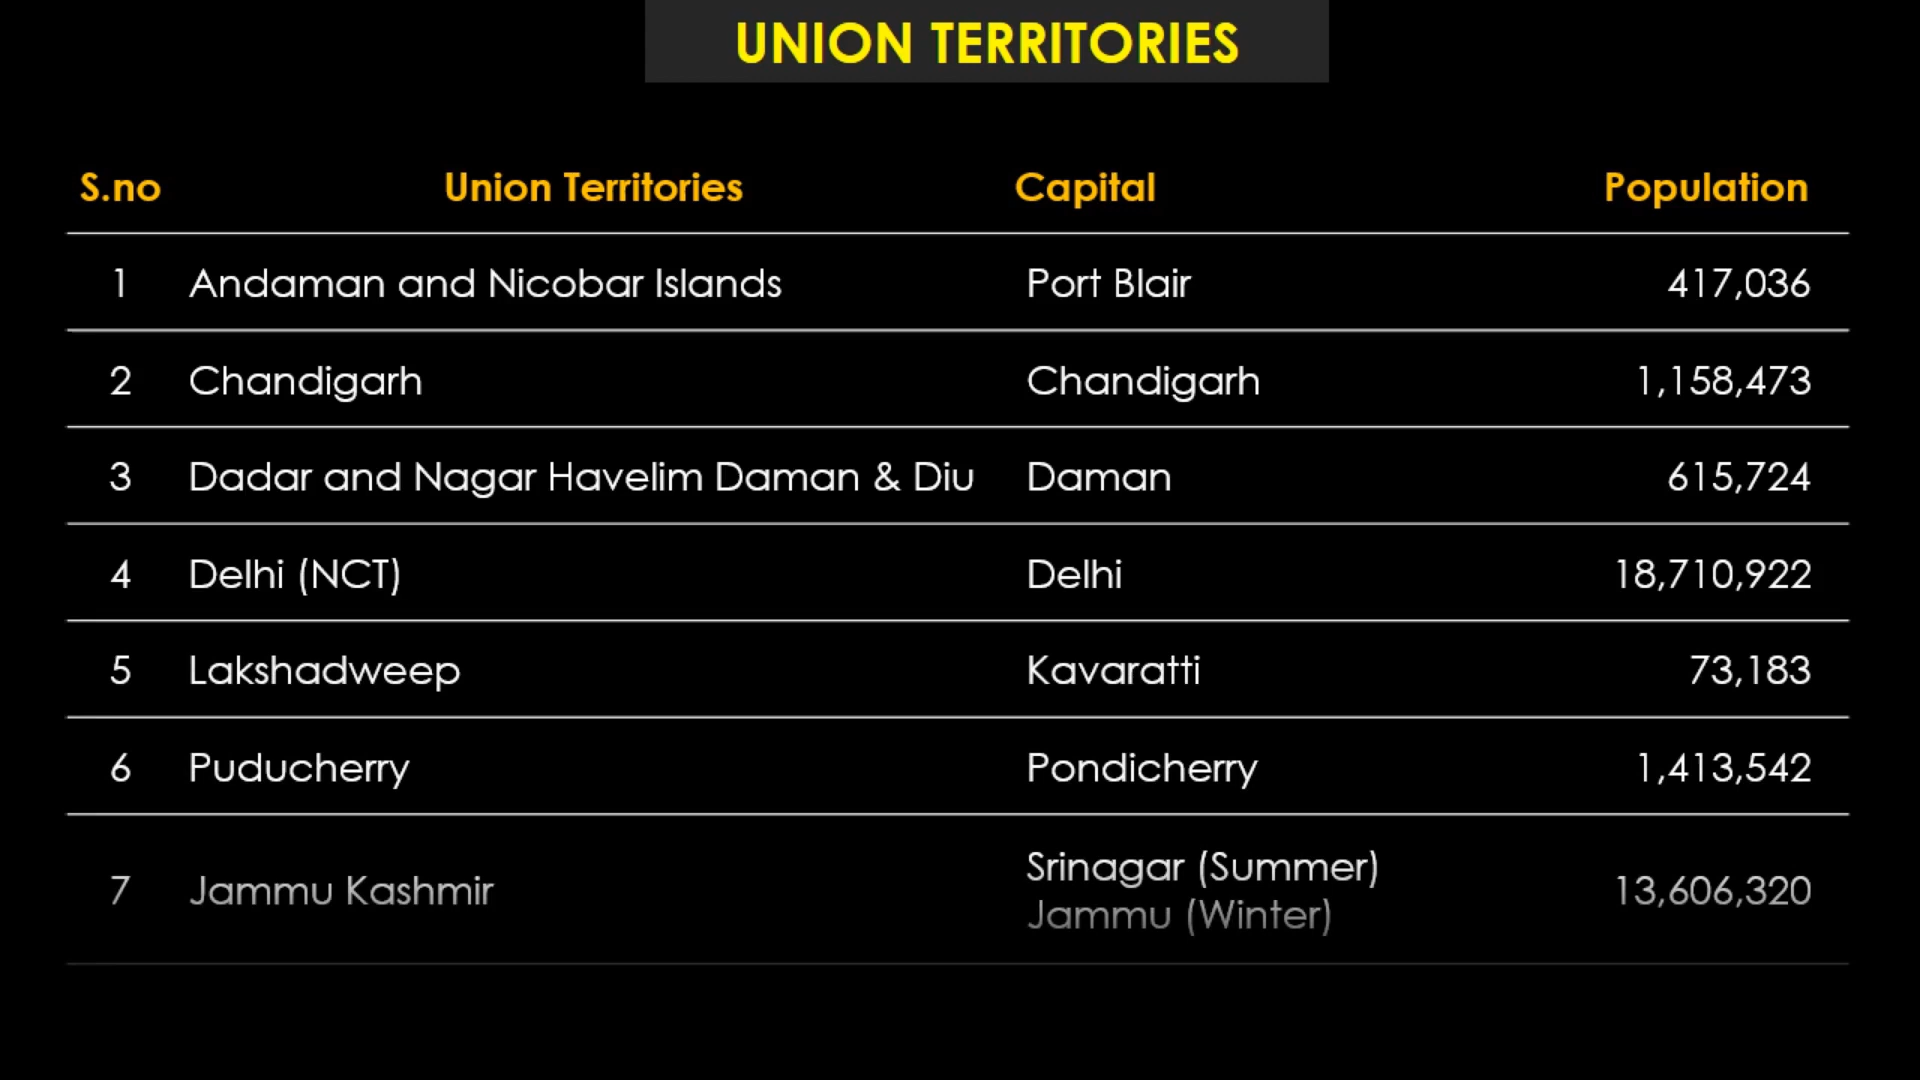 UNION TERRITORIES
S.no Union Territories Capital Population
1 Andaman and Nicobar Islands Port Blair 417,036
2 Chandigarh Chandigarh 1,158,473
3 Dadar and Nagar Havelim Daman & Diu Daman 615,724
4 Delhi (NCT) Delhi 18,710,922
5 Lakshadweep Kavaratti 73,183
6 Puducherry Pondicherry 1,413,542
7 Jammu Kashmir Srinagar (Summer) 13,606,320
Jammu (Winter)